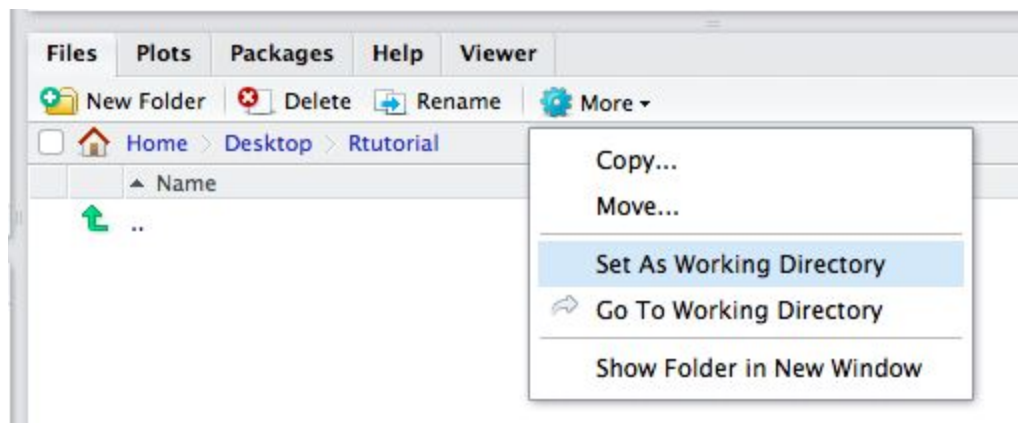 Files Plots Packages Help Viewer
New Folder Delete Rename More
Home Desktop Rtutorial
Name
..
Copy...
Move...
Set As Working Directory
Go To Working Directory
Show Folder in New Window